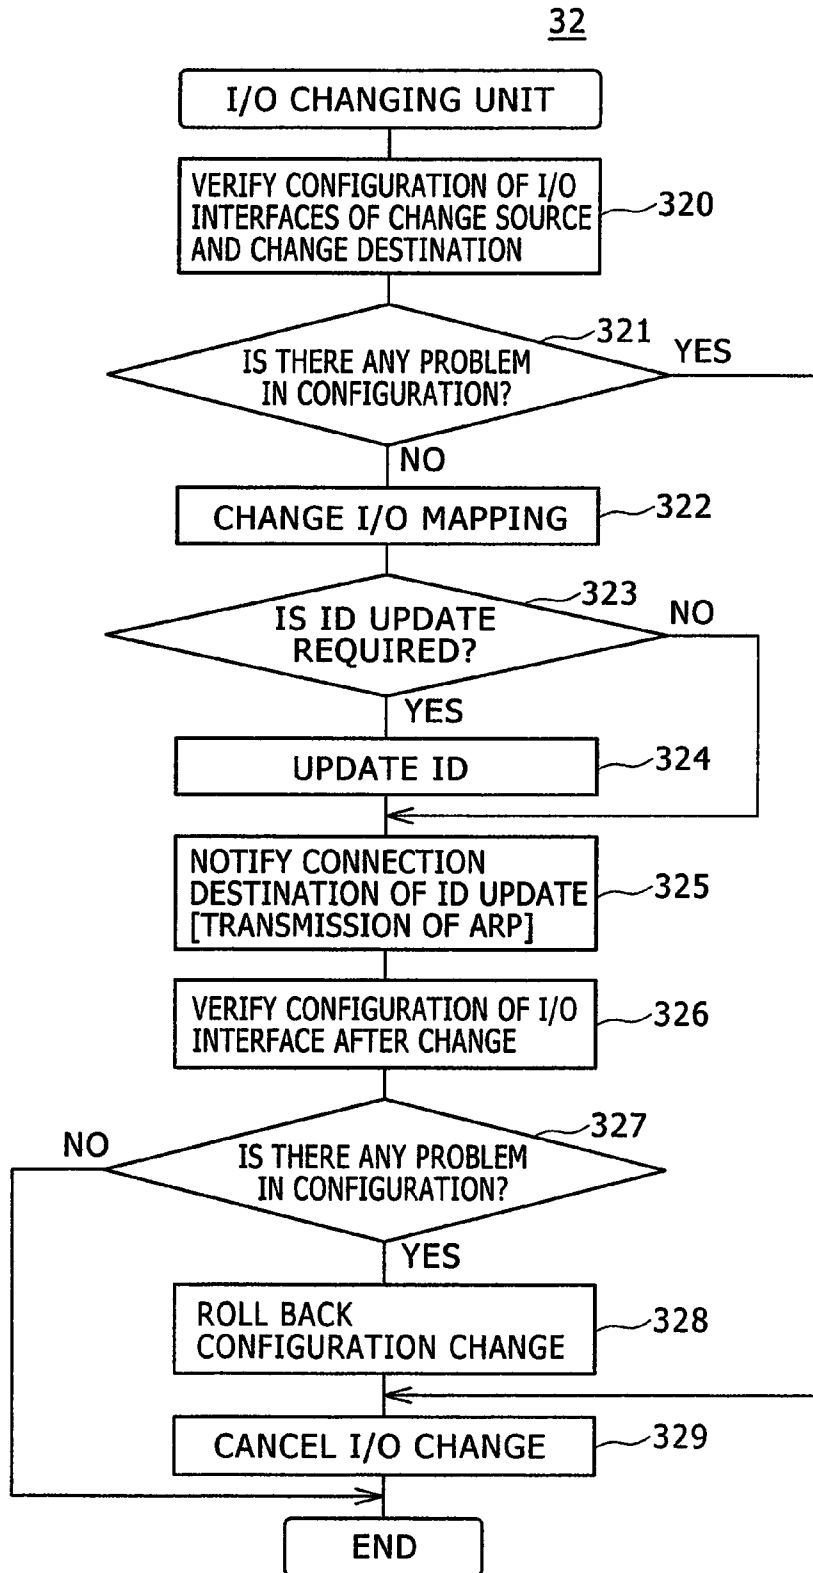 32
I/O CHANGING UNIT
VERIFY CONFIGURATION OF I/O
INTERFACES OF CHANGE SOURCE
AND CHANGE DESTINATION
320
321
IS THERE ANY PROBLEM
IN CONFIGURATION?
YES
NO
CHANGE I/O MAPPING
322
323
IS ID UPDATE
REQUIRED?
NO
YES
UPDATE ID
324
NOTIFY CONNECTION
DESTINATION OF ID UPDATE
[TRANSMISSION OF ARP]
325
VERIFY CONFIGURATION OF I/O
INTERFACE AFTER CHANGE
326
327
NO
IS THERE ANY PROBLEM
IN CONFIGURATION?
YES
ROLL BACK
CONFIGURATION CHANGE
328
CANCEL I/O CHANGE
329
END